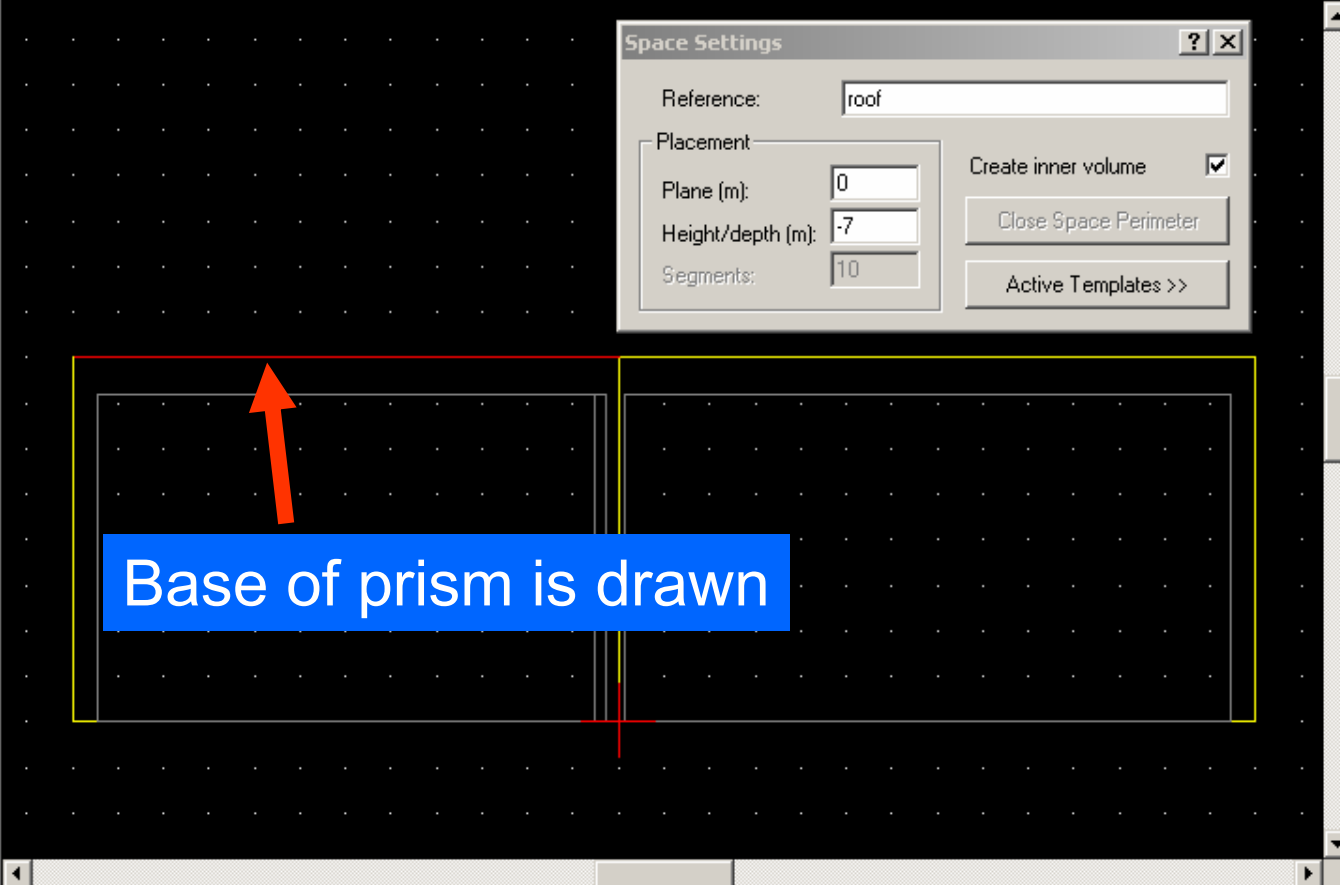 Space Settings
Reference: roof
Placement
Plane (m): 0
Height/depth (m): -7
Segments: 10
Create inner volume
Close Space Perimeter
Active Templates >>
Base of prism is drawn